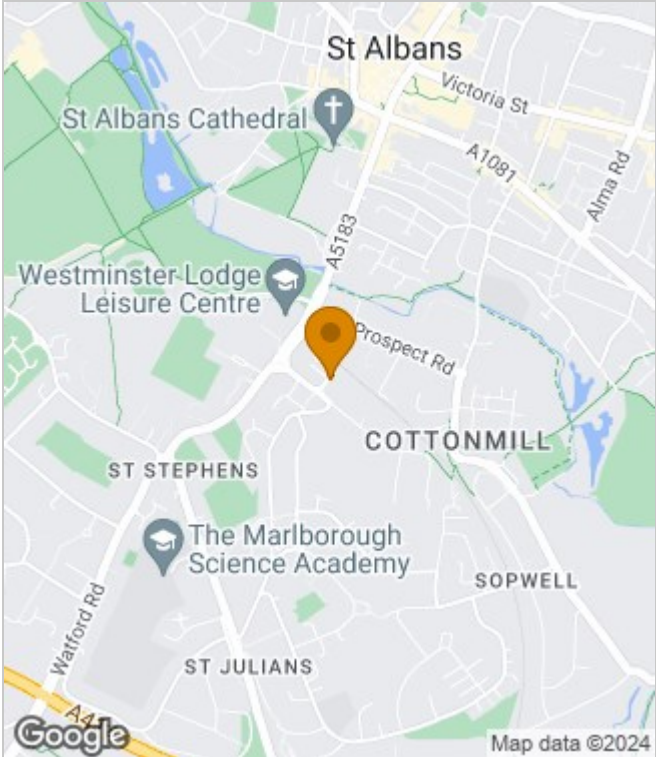 St Albans
Victoria St
St Albans Cathedral
A1081
Alma Rd
A5183
Westminster Lodge
Leisure Centre
Prospect Rd
COTTONMILL
ST STEPHENS
The Marlborough
Science Academy
SOPWELL
Watford Rd
ST JULIANS
Google
Map data ©2024